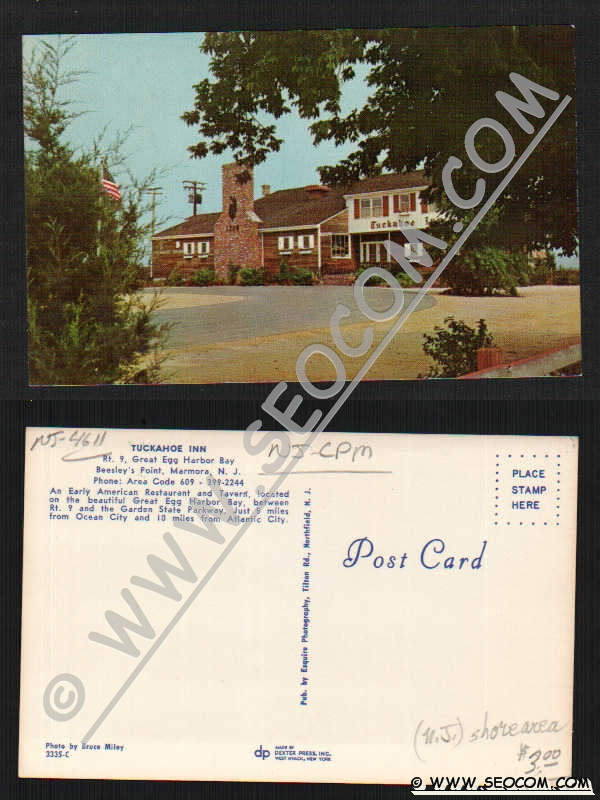 Tuckahoe
© WWW.SEOCOM.COM
NJ-4611
NJ-CPM
TUCKAHOE INN
Rt. 9, Great Egg Harbor Bay
Beesley's Point, Marmora, N. J.
Phone: Area Code 609 - 399-2244
An Early American Restaurant and Tavern, located
on the beautiful Great Egg Harbor Bay, between
Rt. 9 and the Garden State Parkway. Just 5 miles
from Ocean City and 10 miles from Atlantic City.
PLACE
STAMP
HERE
Post Card
Pub. by Esquire Photography, Tilton Rd., Northfield, N. J.
(N.J.) shore area
$3.00
Photo by Bruce Miley
3335-C
dp
MADE BY
DEXTER PRESS, INC.
WEST NYACK, NEW YORK
© WWW.SEOCOM.COM